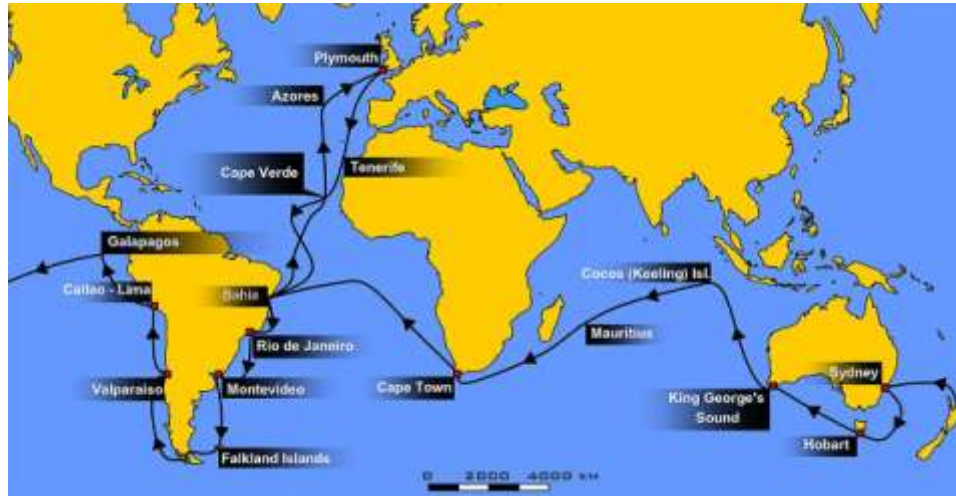 Plymouth
Azores
Cape Verde
Tenerife
Galapagos
Callao - Lima
Bahia
Cocos (Keeling) Isl.
Rio de Janeiro
Mauritius
Valparaiso
Montevideo
Cape Town
King George's
Sound
Sydney
Hobart
Falkland Islands
0 2000 4000 KM